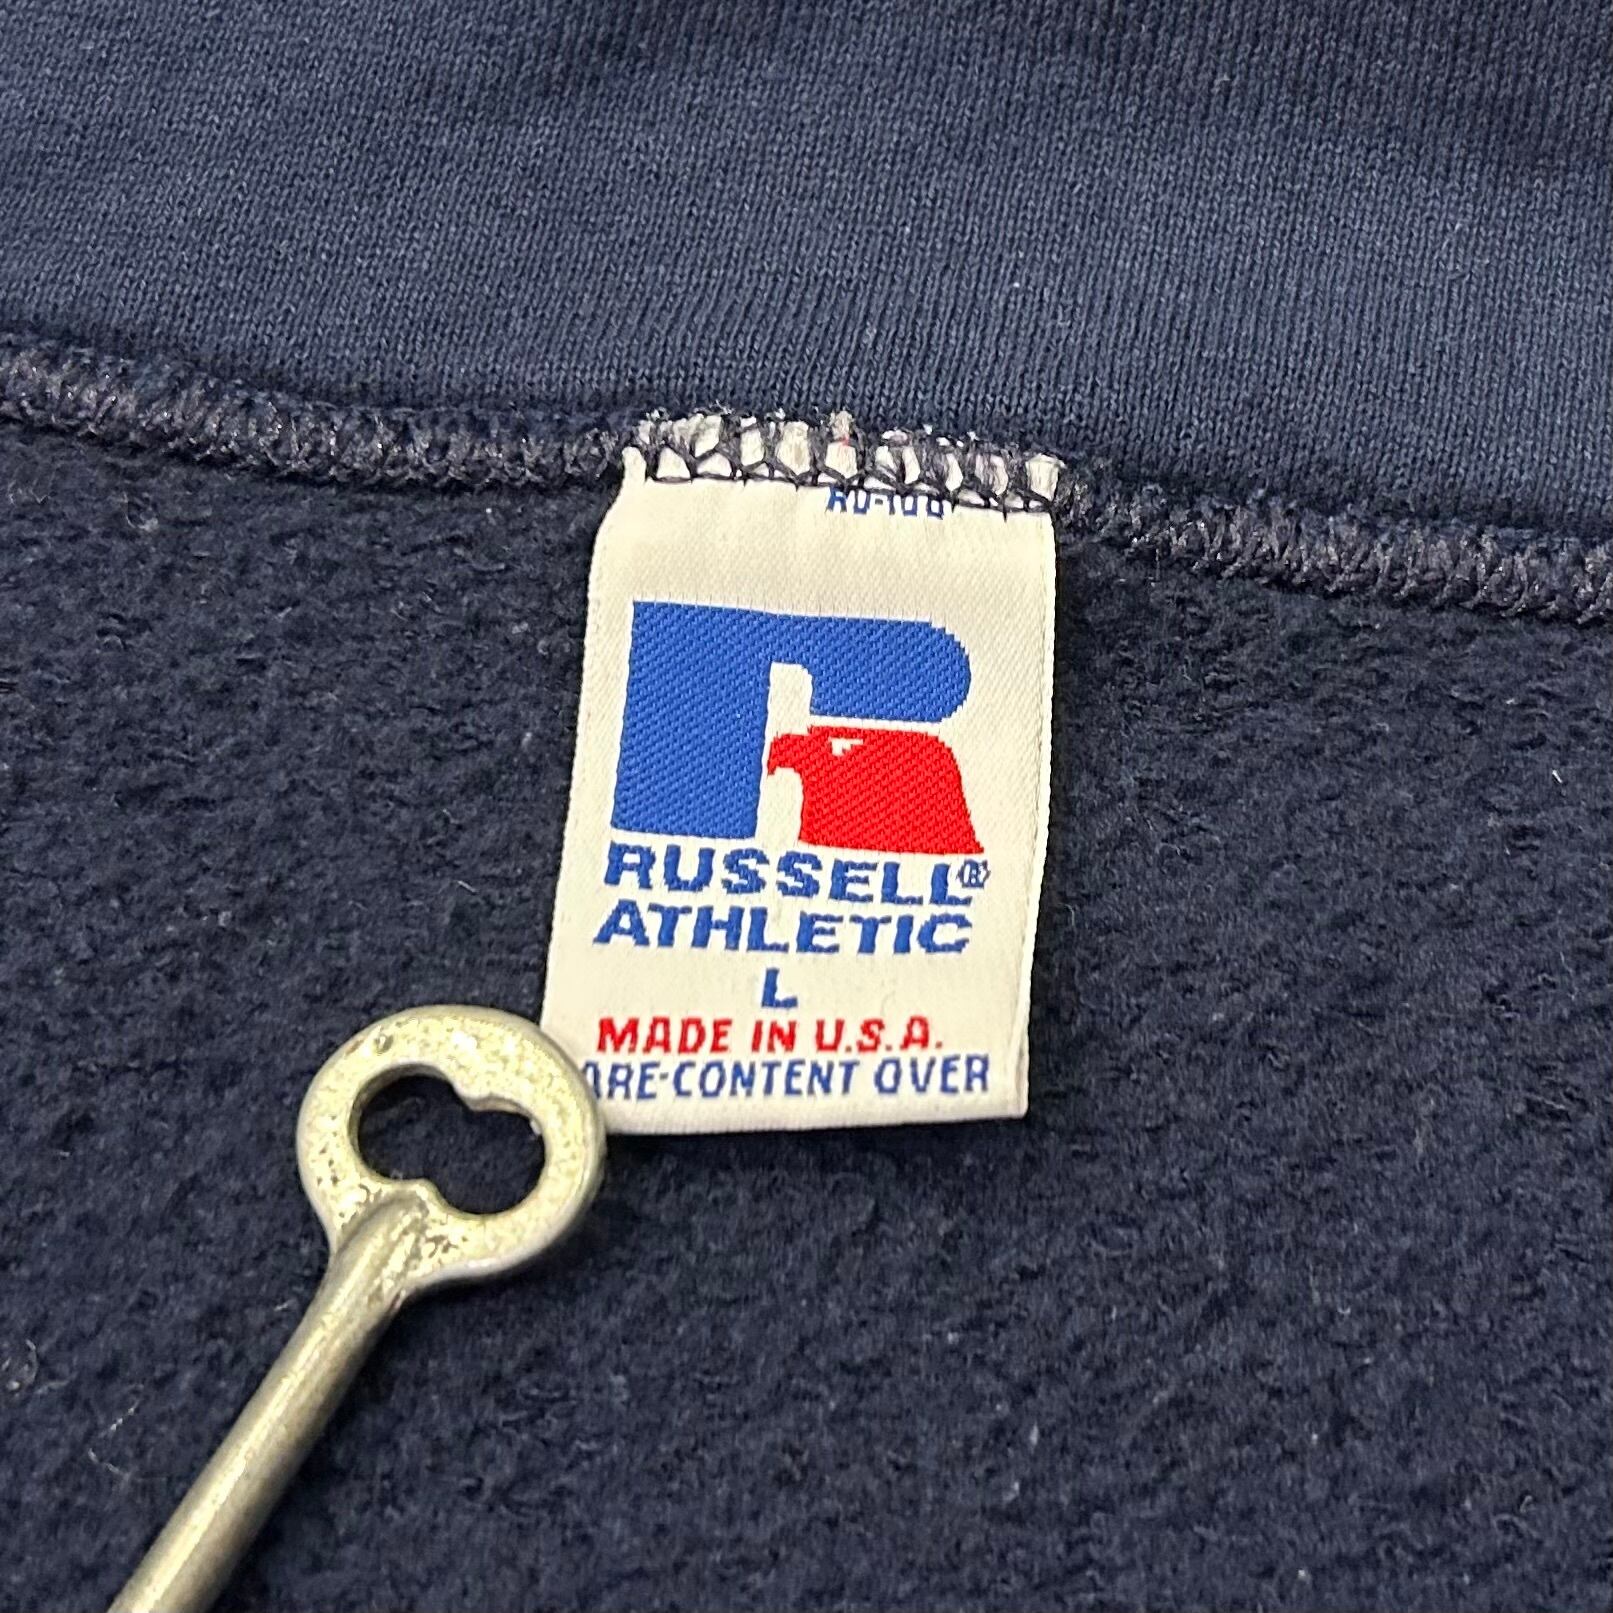 RUSSELL®
ATHLETIC
L
MADE IN U.S.A.
ARE-CONTENT OVER